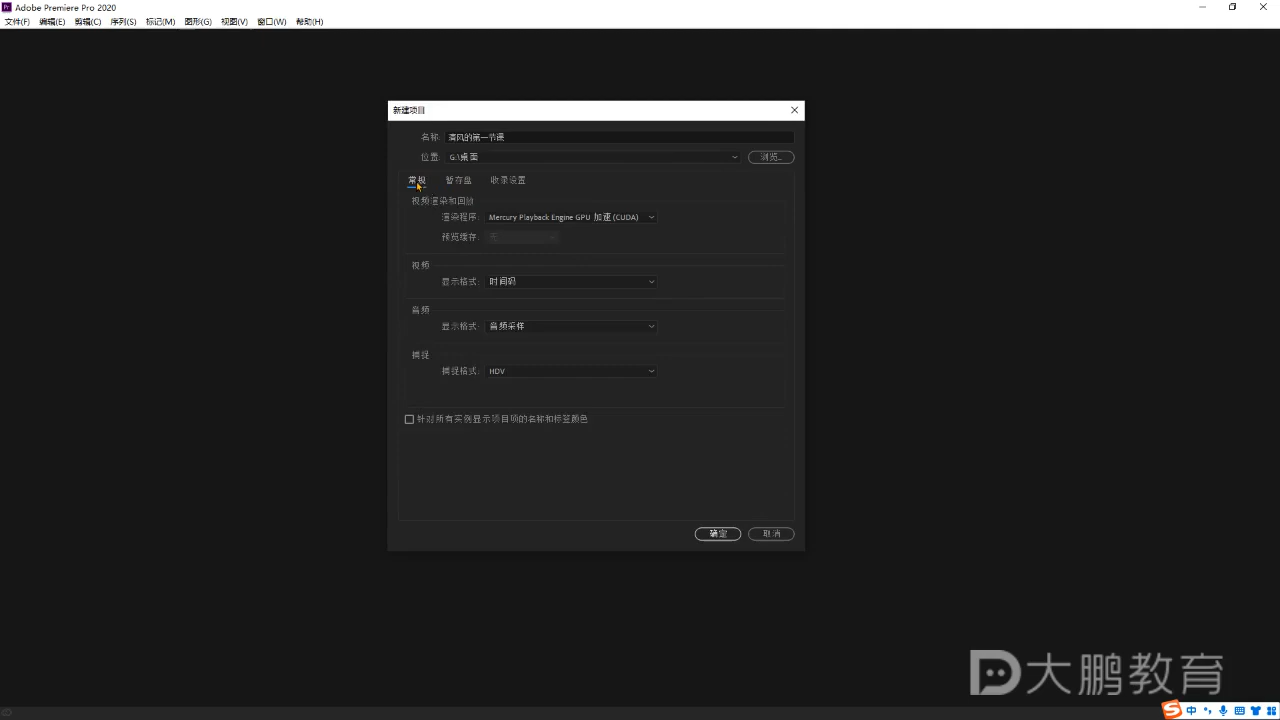 Adobe Premiere Pro 2020
文件(F) 编辑(E) 剪辑(C) 序列(S) 标记(M) 图形(G) 视图(V) 窗口(W) 帮助(H)
新建项目
名称: 清风的第一节课
位置: G:\桌面 浏览...
常规 暂存盘 收录设置
视频渲染和回放
渲染程序: Mercury Playback Engine GPU 加速 (CUDA)
预览缓存: 无
视频
显示格式: 时间码
音频
显示格式: 音频采样
捕捉
捕捉格式: HDV
针对所有实例显示项目项的名称和标签颜色
确定 取消
大鹏教育
中